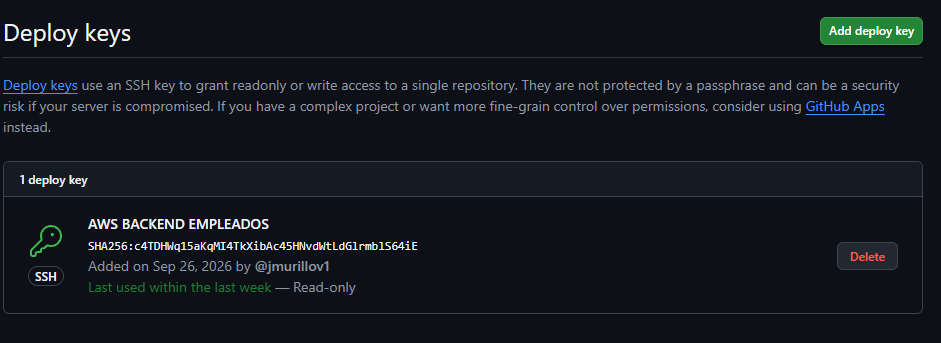 Deploy keys
Add deploy key
Deploy keys use an SSH key to grant readonly or write access to a single repository. They are not protected by a passphrase and can be a security
risk if your server is compromised. If you have a complex project or want more fine-grain control over permissions, consider using GitHub Apps
instead.
1 deploy key
AWS BACKEND EMPLEADOS
SHA256:c4TDHWq15aKqMI4TkXibAc45HNvdWtLdG1rmblS64iE
Added on Sep 26, 2026 by @jmurillov1
SSH
Delete
Last used within the last week — Read-only